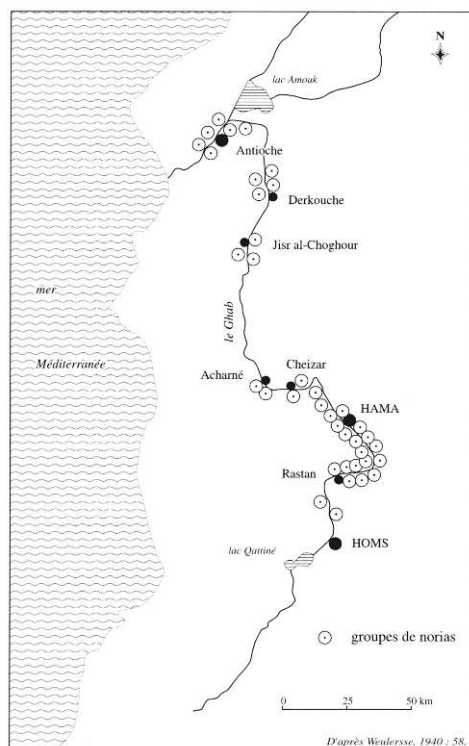 N
lac Amouk
Antioche
Derkouche
Jisr al-Choghour
le Ghab
mer
Méditerranée
Acharné
Cheizar
HAMA
Rastan
HOMS
lac Qattiné
groupes de norias
0 25 50 km
D'après Weulersse, 1940 : 58.